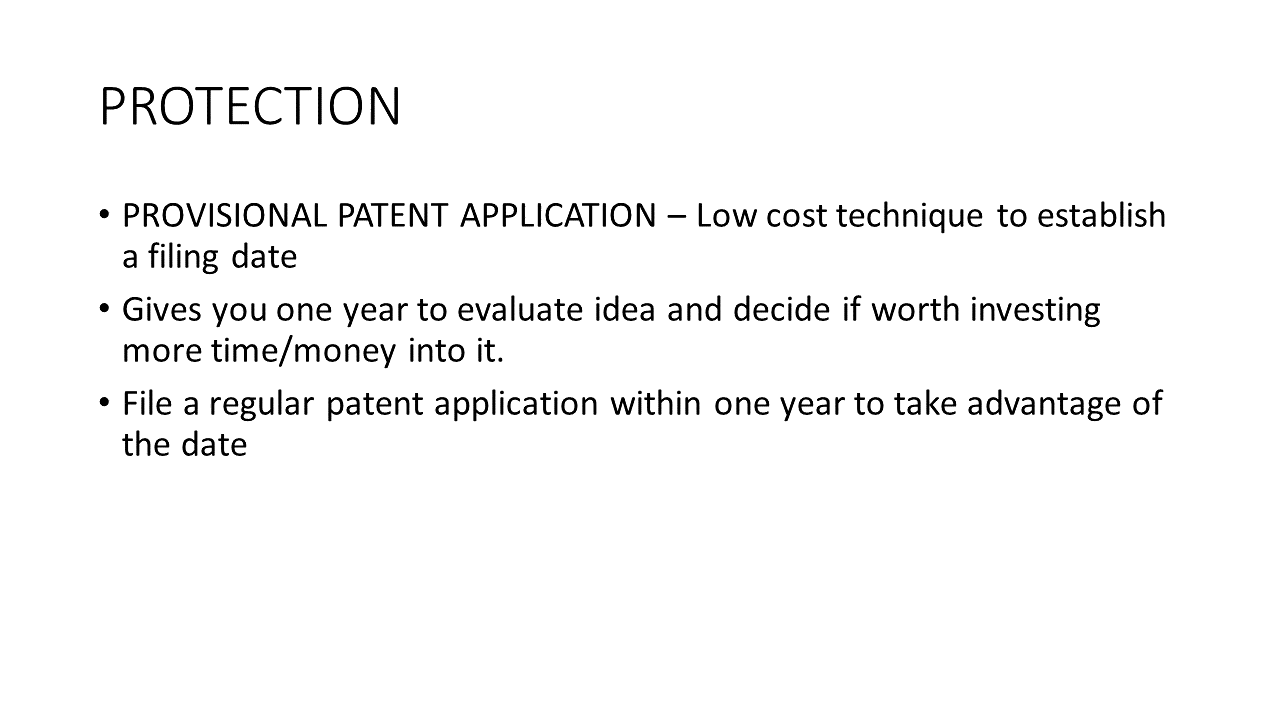 PROTECTION
• PROVISIONAL PATENT APPLICATION – Low cost technique to establish
a filing date
• Gives you one year to evaluate idea and decide if worth investing
more time/money into it.
• File a regular patent application within one year to take advantage of
the date